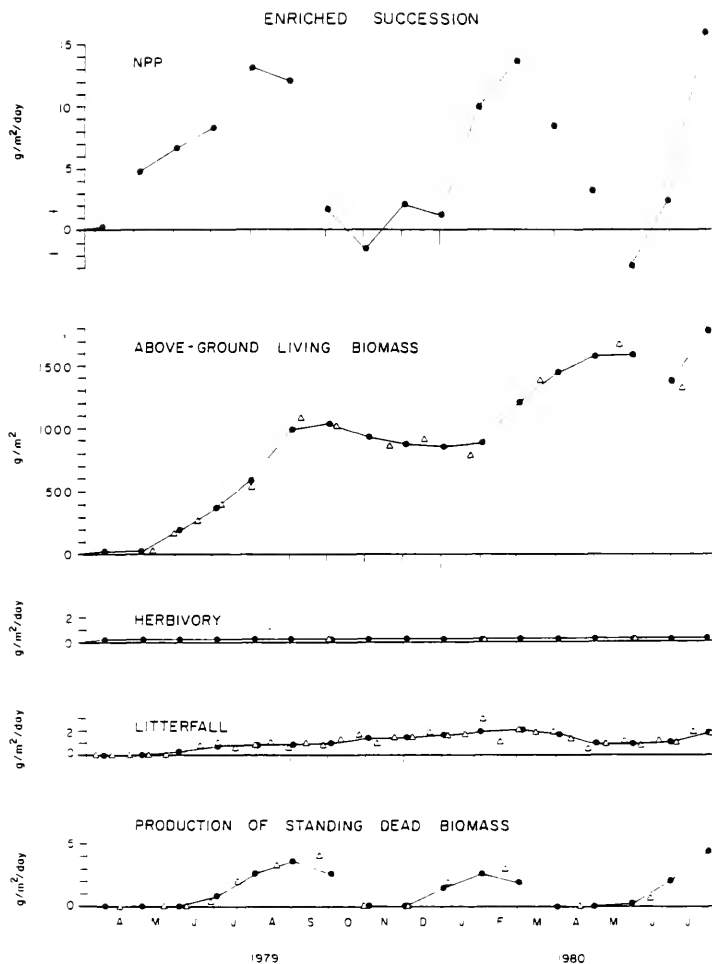 ENRICHED SUCCESSION
NPP
15
10
5
+
0
−
g/m²/day
ABOVE-GROUND LIVING BIOMASS
1500
1000
500
0
g/m²
HERBIVORY
2
0
g/m²/day
LITTERFALL
2
0
g/m²/day
PRODUCTION OF STANDING DEAD BIOMASS
5
0
g/m²/day
A M J J A S O N D J F M A M J J
1979 1980